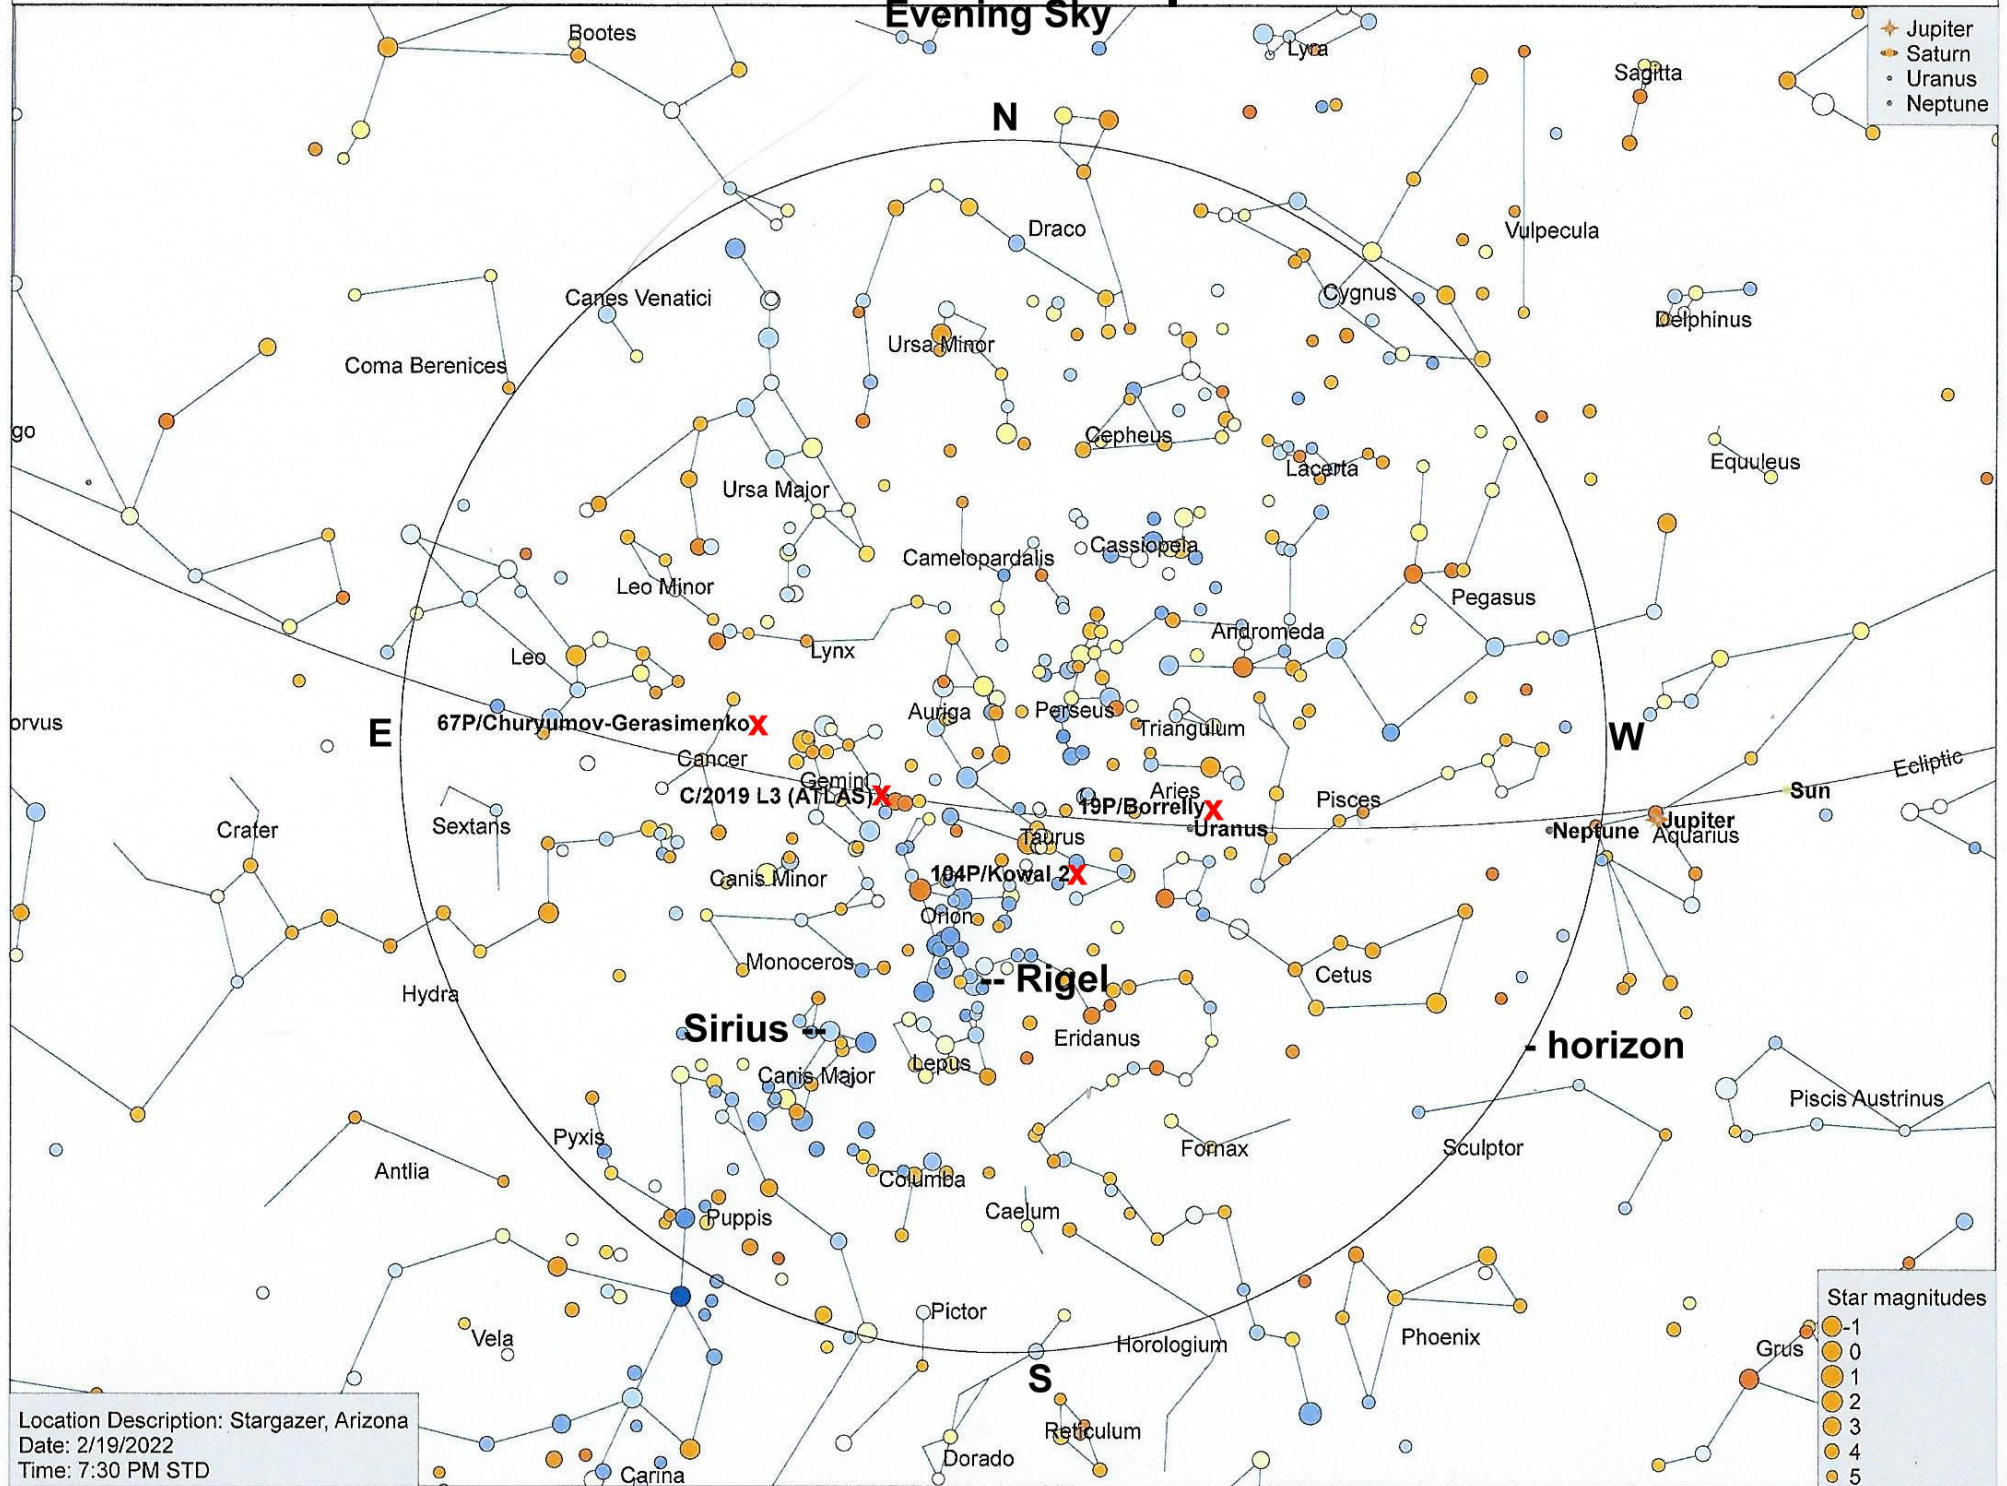 Evening Sky
Bootes
Lyra
Sagitta
Jupiter
Saturn
Uranus
Neptune
N
Draco
Vulpecula
Canes Venatici
Cygnus
Delphinus
Ursa Minor
Coma Berenices
go
Cepheus
Lacerta
Equuleus
Ursa Major
Camelopardalis
Cassiopeia
Leo Minor
Pegasus
Andromeda
Lynx
Leo
orvus
67P/Churyumov-Gerasimenko X
Auriga
Perseus
Triangulum
E
W
Cancer
Gemini
Ecliptic
C/2019 L3 (ATLAS) X
Aries
Pisces
Sun
19P/Borrelly X
Crater
Sextans
Taurus
Uranus
Neptune
Jupiter
Aquarius
Canis Minor
104P/Kowal 2 X
Orion
Monoceros
Cetus
-- Rigel
Hydra
Sirius --
Eridanus
- horizon
Lepus
Canis Major
Piscis Austrinus
Pyxis
Fornax
Sculptor
Antlia
Columba
Puppis
Caelum
Pictor
Vela
Horologium
Phoenix
Grus
S
Reticulum
Dorado
Carina
Star magnitudes
-1
0
1
2
3
4
5
Location Description: Stargazer, Arizona
Date: 2/19/2022
Time: 7:30 PM STD